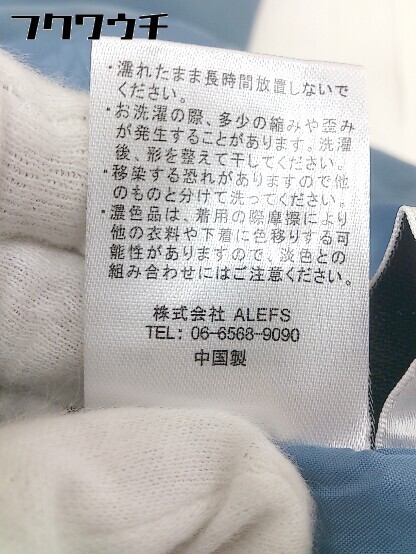 フクウクウチ
・濡れたまま長時間放置しないで
ください。
・お洗濯の際、多少の縮みや歪み
が発生することがあります。洗濯
後、形を整えて干してください。
・移染する恐れがありますので他
のものと分けて洗ってください。
・濃色品は、着用の際摩擦により
他の衣料や下着に色移りする可
能性がありますので、淡色との
組み合わせにはご注意ください。
株式会社 ALEFS
TEL: 06-6568-9090
中国製